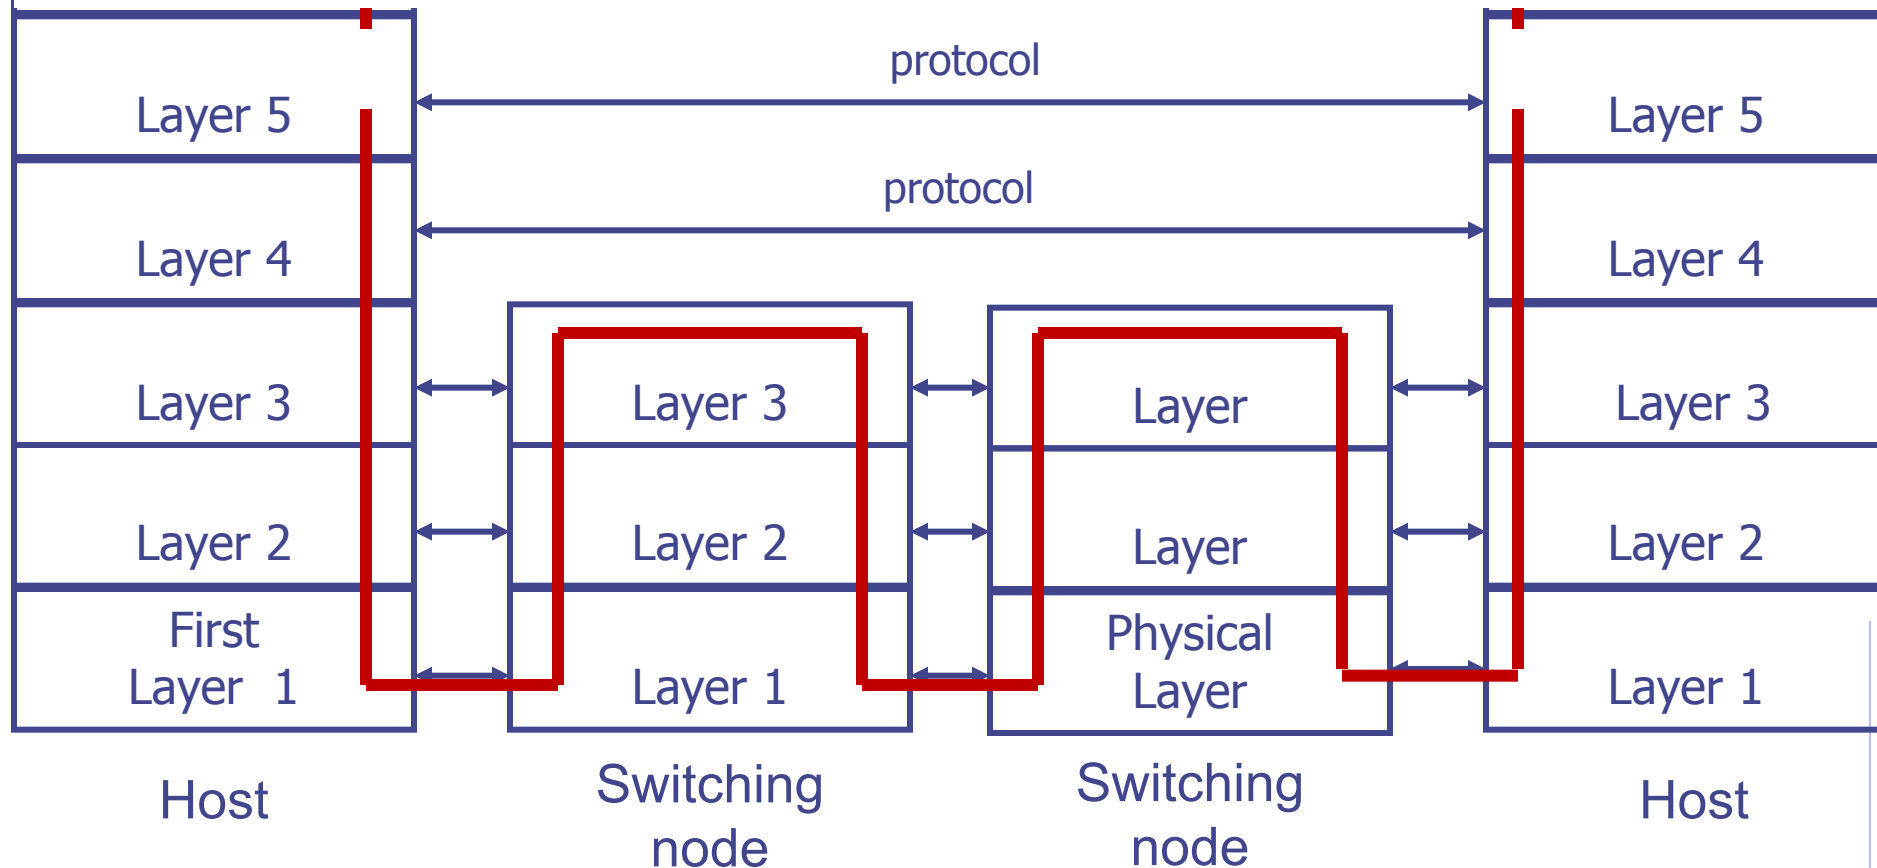 protocol
Layer 5
Layer 5
protocol
Layer 4
Layer 4
Layer 3
Layer 3
Layer
Layer 3
Layer 2
Layer 2
Layer
Layer 2
First
Layer 1
Layer 1
Physical
Layer
Layer 1
Host
Switching
node
Switching
node
Host